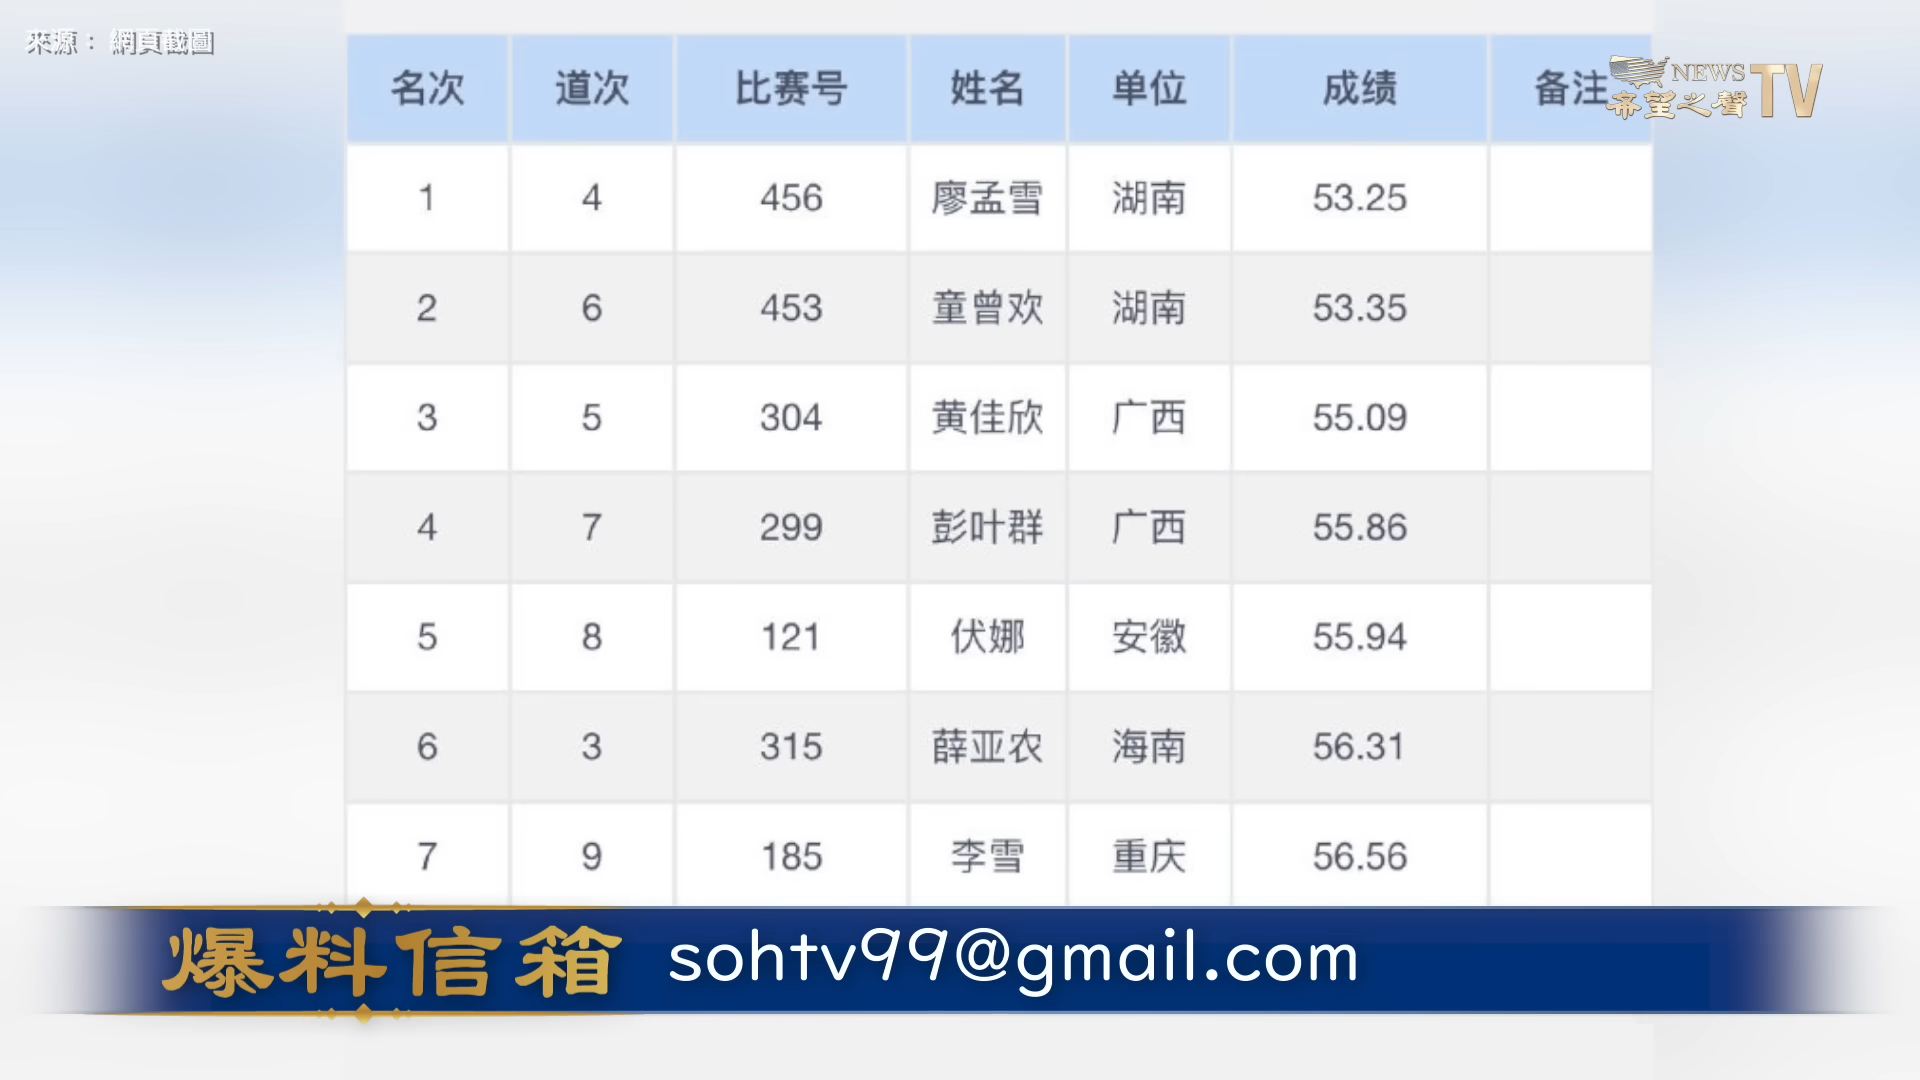 來源：網頁截圖
NEWS
希望之聲TV
名次 道次 比赛号 姓名 单位 成绩 备注
1 4 456 廖孟雪 湖南 53.25
2 6 453 童曾欢 湖南 53.35
3 5 304 黄佳欣 广西 55.09
4 7 299 彭叶群 广西 55.86
5 8 121 伏娜 安徽 55.94
6 3 315 薛亚农 海南 56.31
7 9 185 李雪 重庆 56.56
爆料信箱 sohtv99@gmail.com